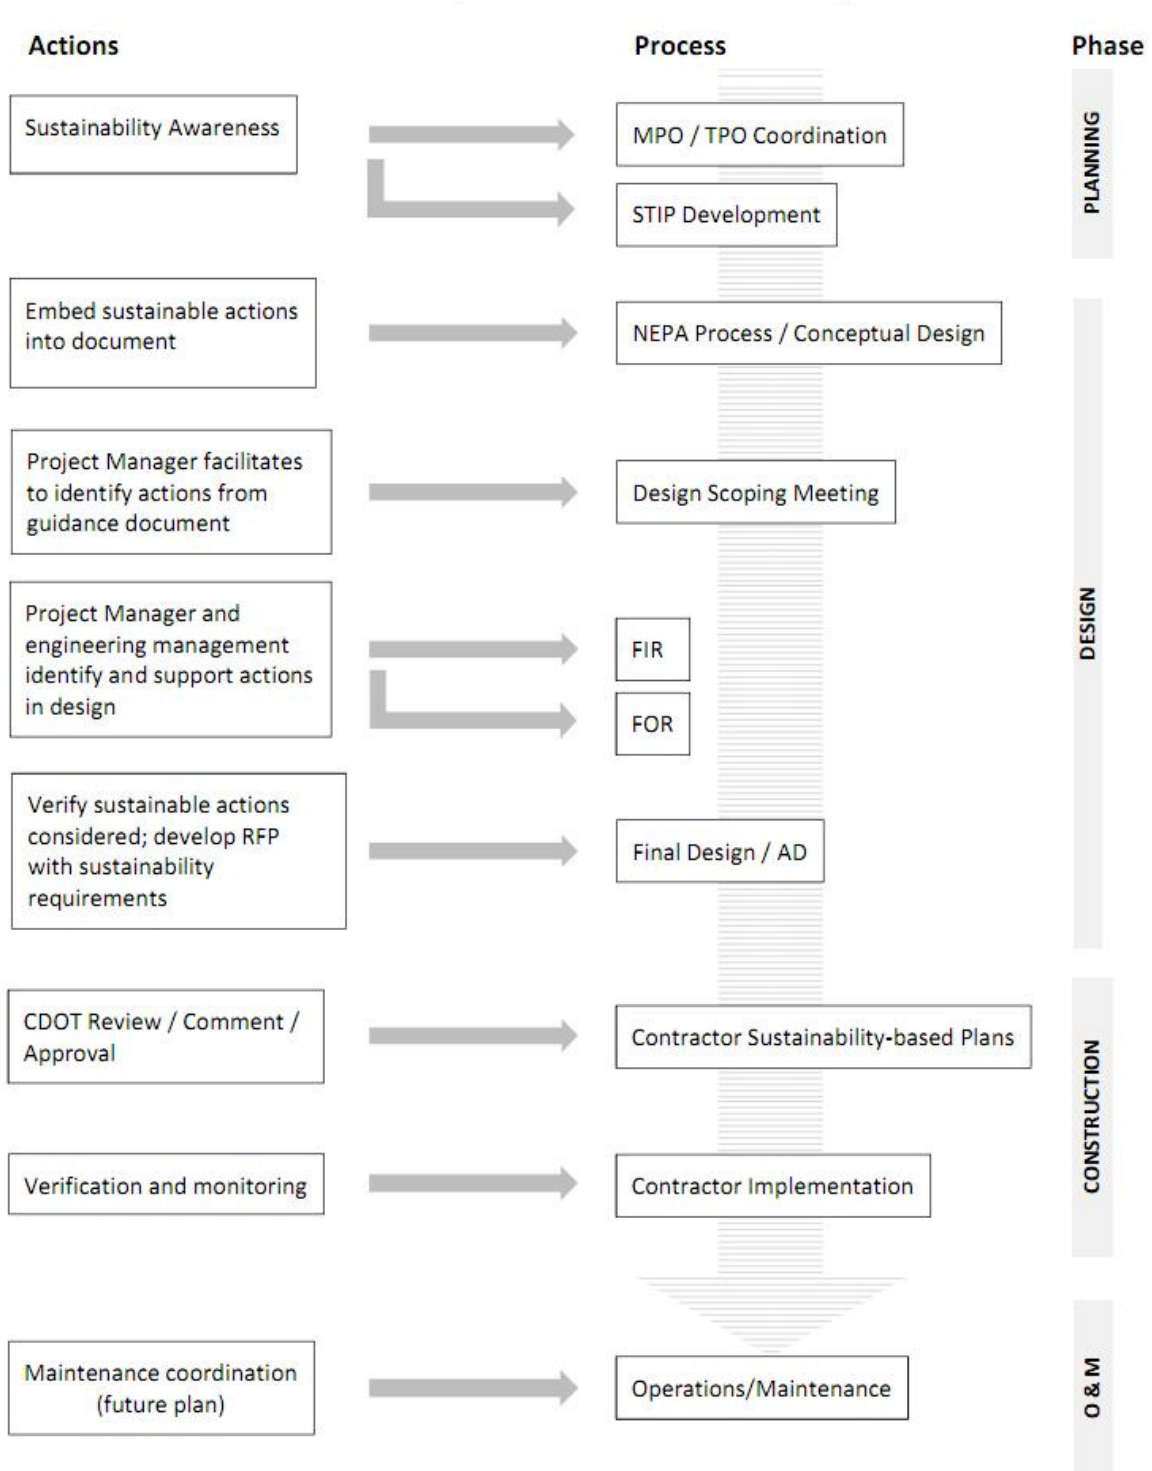 Actions
Process
Phase
Sustainability Awareness
MPO / TPO Coordination
STIP Development
PLANNING
Embed sustainable actions
into document
NEPA Process / Conceptual Design
Project Manager facilitates
to identify actions from
guidance document
Design Scoping Meeting
Project Manager and
engineering management
identify and support actions
in design
FIR
FOR
DESIGN
Verify sustainable actions
considered; develop RFP
with sustainability
requirements
Final Design / AD
CDOT Review / Comment /
Approval
Contractor Sustainability-based Plans
Verification and monitoring
Contractor Implementation
CONSTRUCTION
Maintenance coordination
(future plan)
Operations/Maintenance
O & M